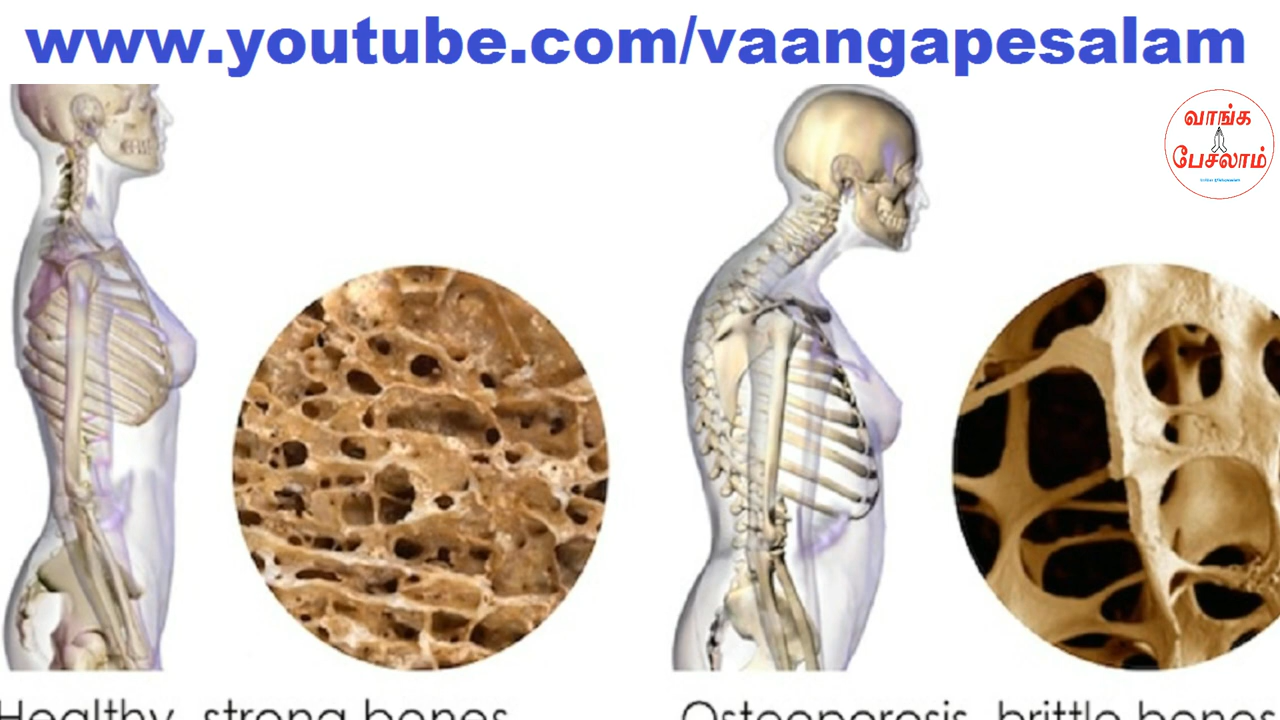 www.youtube.com/vaangapesalam
வாங்க
பேசலாம்
Healthy, strong bones
Osteoporosis, brittle bones